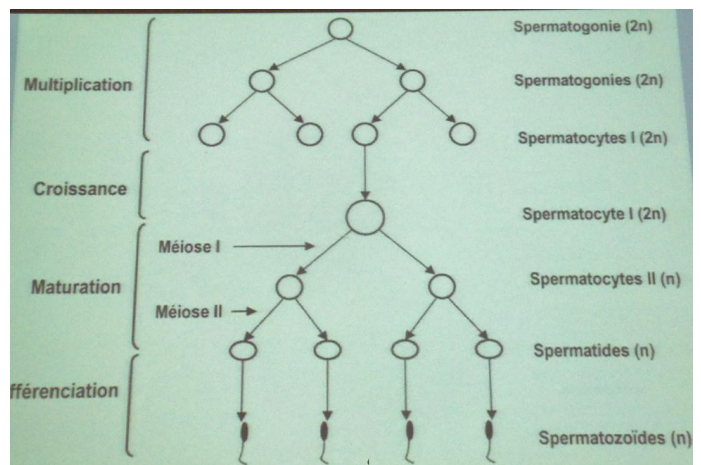 Spermatogonie (2n)
Multiplication
Spermatogonies (2n)
Spermatocytes I (2n)
Croissance
Spermatocyte I (2n)
Méiose I
Maturation
Spermatocytes II (n)
Méiose II
Spermatides (n)
fférenciation
Spermatozoïdes (n)